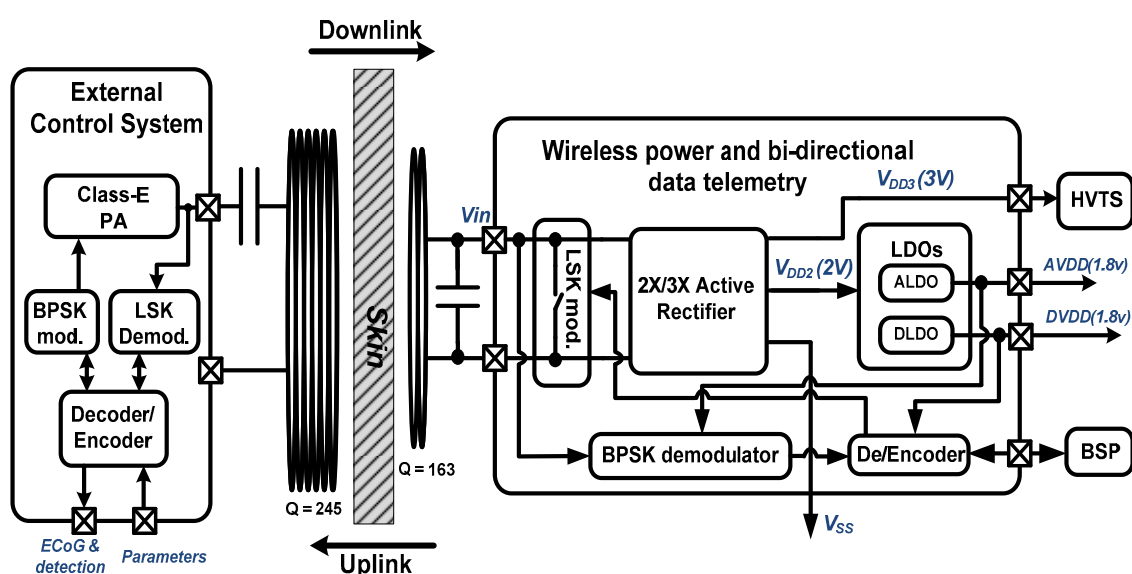 Downlink
External
Control System
Class-E
PA
BPSK
mod.
LSK
Demod.
Decoder/
Encoder
ECoG &
detection
Parameters
Q = 245
Skin
Uplink
Q = 163
Wireless power and bi-directional
data telemetry
Vin
LSK mod.
2X/3X Active
Rectifier
VDD3 (3V)
VDD2 (2V)
LDOs
ALDO
DLDO
HVTS
AVDD(1.8v)
DVDD(1.8v)
BPSK demodulator
De/Encoder
BSP
VSS